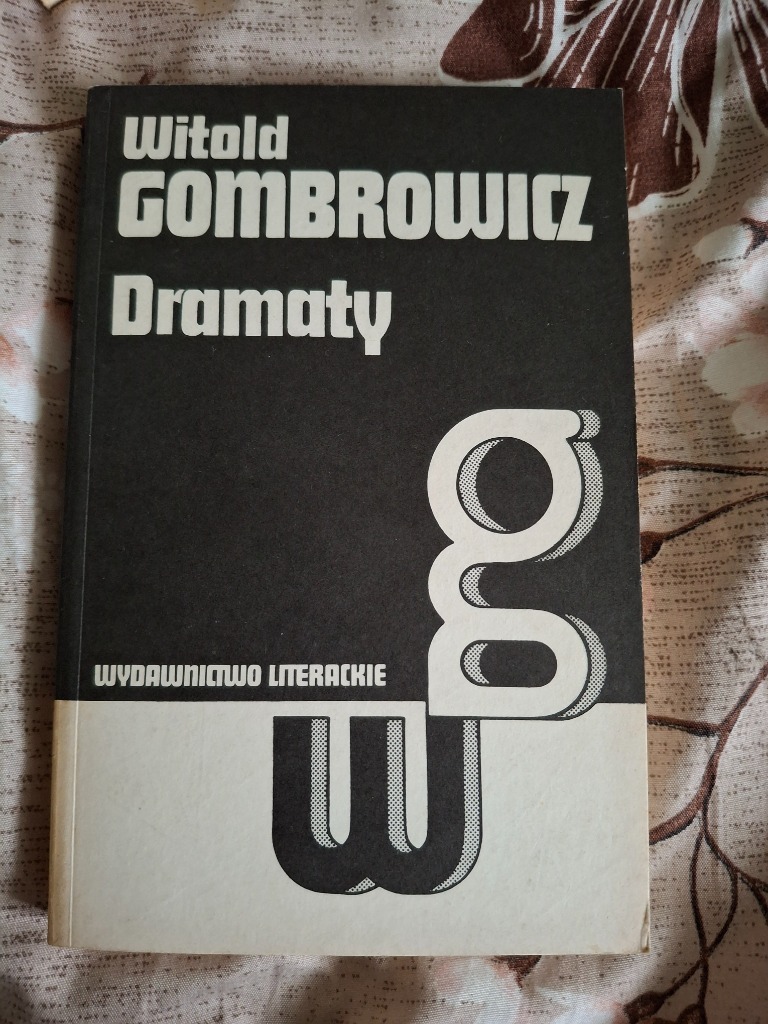 Witold
GOMBROWICZ
Dramaty
WYDAWNICTWO LITERACKIE
g
w